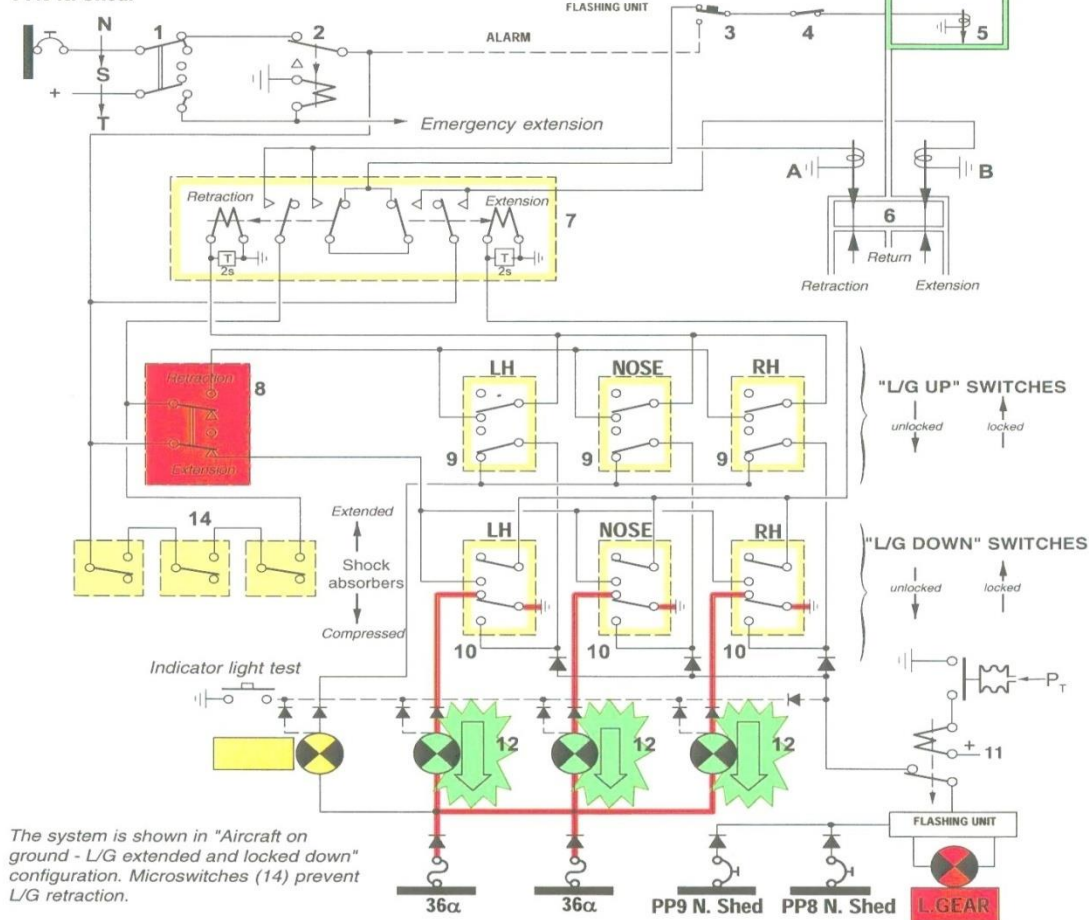 FLASHING UNIT
N
1
2
ALARM
3
4
5
S
+
T
Emergency extension
A
B
Retraction
Extension
7
6
T
2s
T
2s
Return
Retraction
Extension
LH
NOSE
RH
Retraction
8
"L/G UP" SWITCHES
unlocked
locked
9
9
9
Extension
14
Extended
Shock
absorbers
Compressed
LH
NOSE
RH
"L/G DOWN" SWITCHES
unlocked
locked
10
10
10
Indicator light test
PT
12
12
12
+
11
FLASHING UNIT
The system is shown in "Aircraft on
ground - L/G extended and locked down"
configuration. Microswitches (14) prevent
L/G retraction.
36α
36α
PP9 N. Shed
PP8 N. Shed
L.GEAR